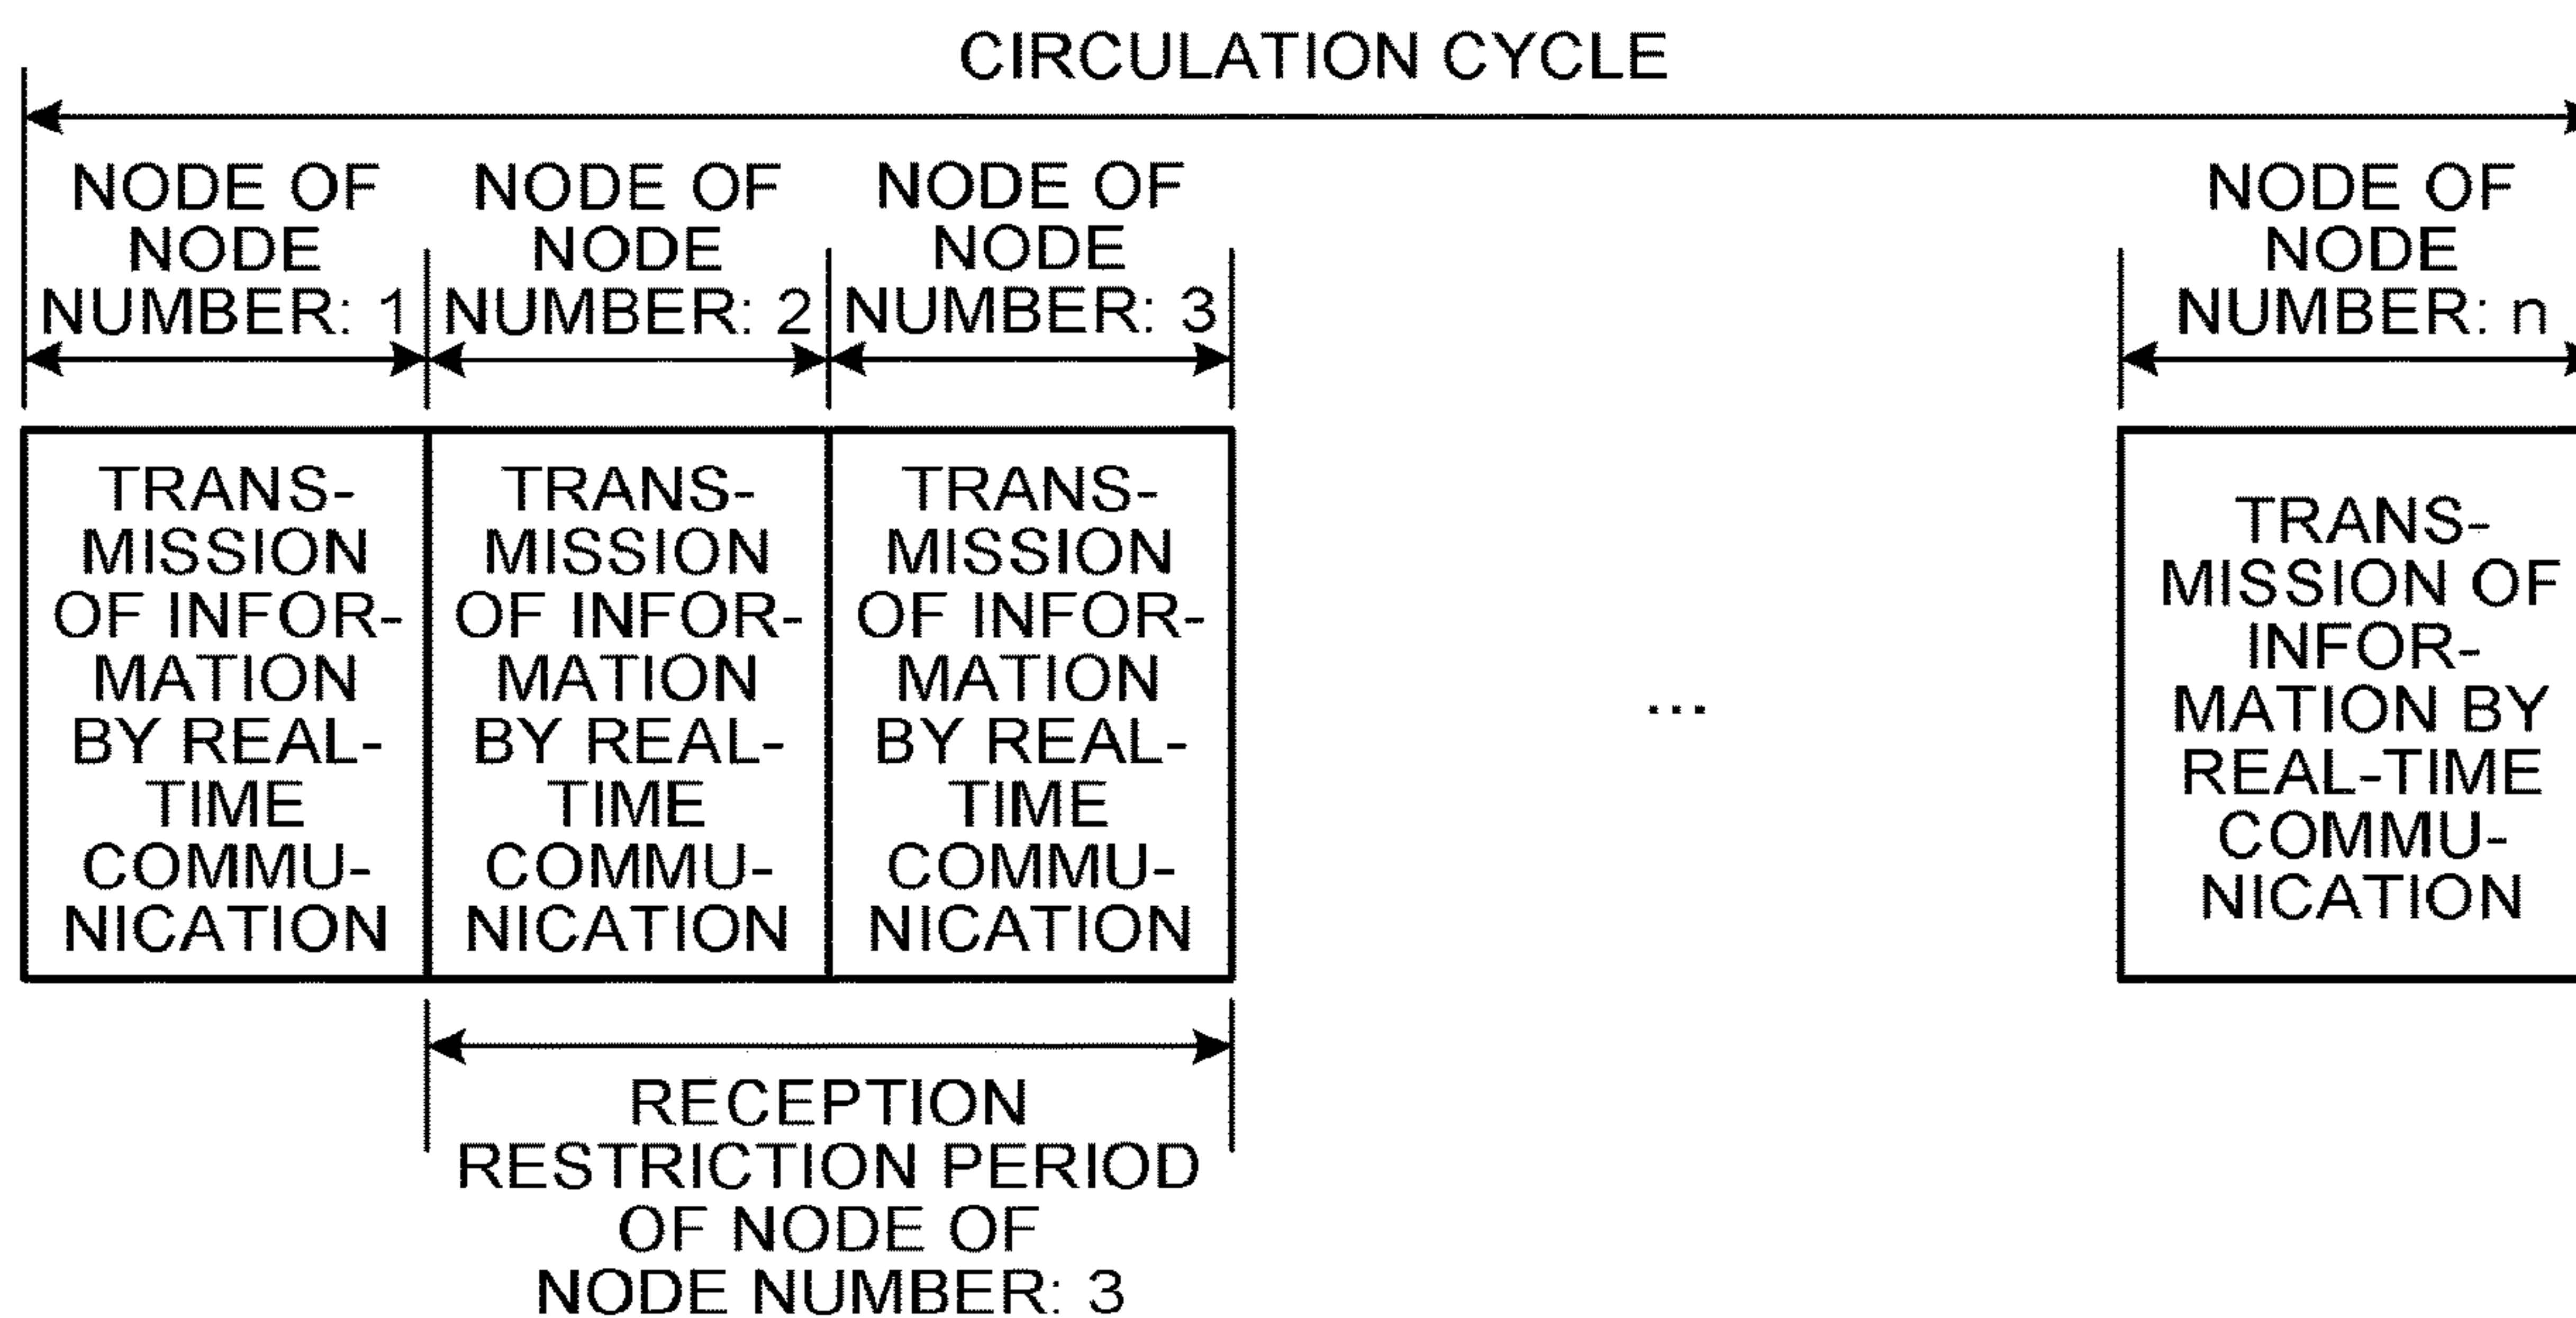 CIRCULATION CYCLE
NODE OF
NODE
NUMBER: 1
NODE OF
NODE
NUMBER: 2
NODE OF
NODE
NUMBER: 3
NODE OF
NODE
NUMBER: n
TRANS-
MISSION
OF INFOR-
MATION
BY REAL-
TIME
COMMU-
NICATION
TRANS-
MISSION
OF INFOR-
MATION
BY REAL-
TIME
COMMU-
NICATION
TRANS-
MISSION
OF INFOR-
MATION
BY REAL-
TIME
COMMU-
NICATION
...
TRANS-
MISSION OF
INFOR-
MATION BY
REAL-TIME
COMMU-
NICATION
RECEPTION
RESTRICTION PERIOD
OF NODE OF
NODE NUMBER: 3